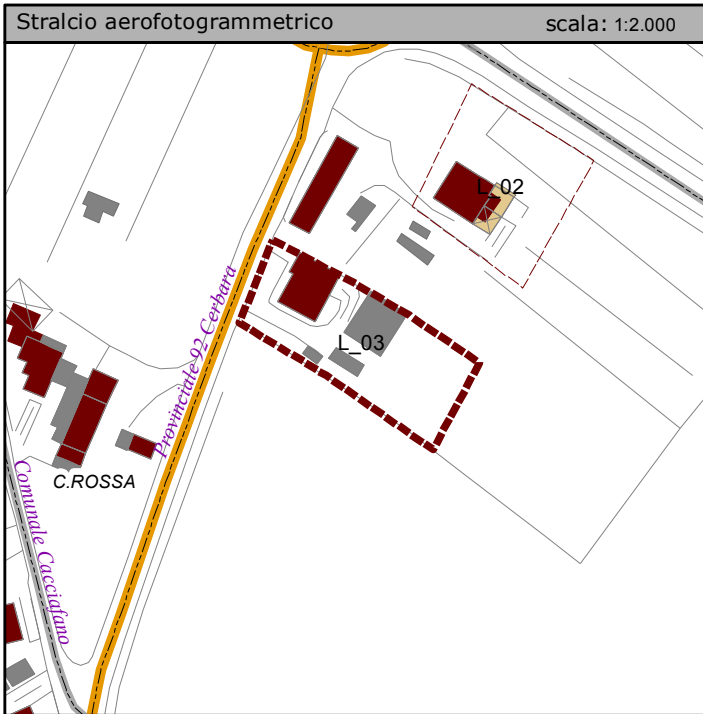 Stralcio aerofotogrammetrico scala: 1:2.000
L_02
Provinciale 92 Cerbara
L_03
C.ROSSA
Comunale Cacciafano